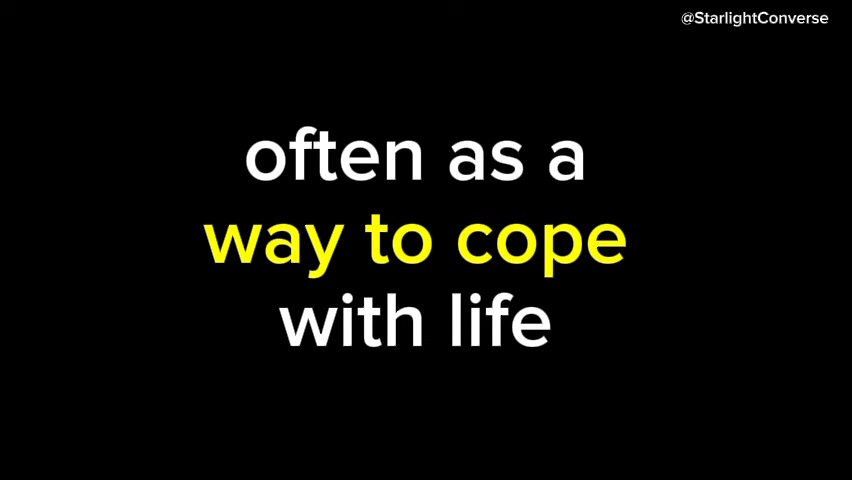 @StarlightConverse
often as a
way to cope
with life